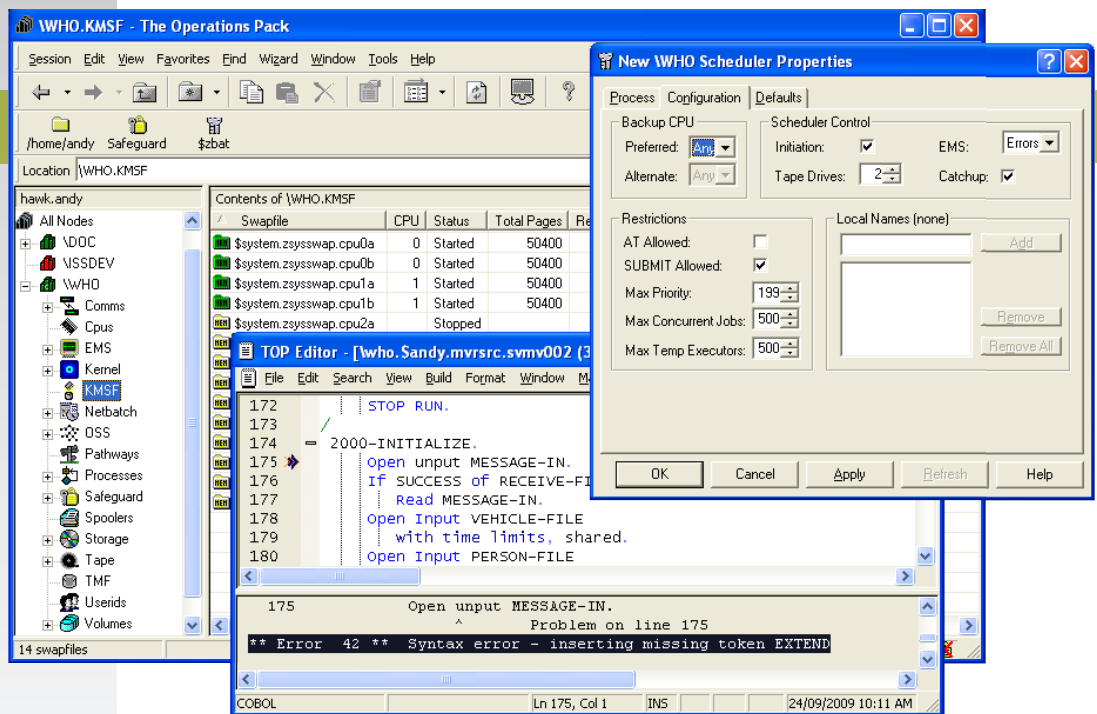 \WHO.KMSF - The Operations Pack
Session Edit View Favorites Find Wizard Window Tools Help
/home/andy Safeguard $zbat
Location \WHO.KMSF
hawk.andy
All Nodes
\DOC
\ISSDEV
\WHO
Comms
Cpus
EMS
Kernel
KMSF
Netbatch
OSS
Pathways
Processes
Safeguard
Spoolers
Storage
Tape
TMF
Userids
Volumes
14 swapfiles
Contents of \WHO.KMSF
Swapfile CPU Status Total Pages Re
$system.zsysswap.cpu0a 0 Started 50400
$system.zsysswap.cpu0b 0 Started 50400
$system.zsysswap.cpu1a 1 Started 50400
$system.zsysswap.cpu1b 1 Started 50400
$system.zsysswap.cpu2a Stopped
New \WHO Scheduler Properties
Process Configuration Defaults
Backup CPU
Preferred: Any
Alternate: Any
Scheduler Control
Initiation: EMS: Errors
Tape Drives: 2 Catchup:
Restrictions
AT Allowed:
SUBMIT Allowed:
Max Priority: 199
Max Concurrent Jobs: 500
Max Temp Executors: 500
Local Names (none)
Add
Remove
Remove All
OK Cancel Apply Refresh Help
TOP Editor - [\who.$andy.mvrsrc.svmv002 (3
File Edit Search View Build Format Window M
172 STOP RUN.
173 /
174 2000-INITIALIZE.
175 Open unput MESSAGE-IN.
176 If SUCCESS of RECEIVE-FI
177 Read MESSAGE-IN.
178 Open Input VEHICLE-FILE
179 with time limits, shared.
180 Open Input PERSON-FILE
175 Open unput MESSAGE-IN.
^ Problem on line 175
** Error 42 ** Syntax error - inserting missing token EXTEND
COBOL Ln 175, Col 1 INS 24/09/2009 10:11 AM